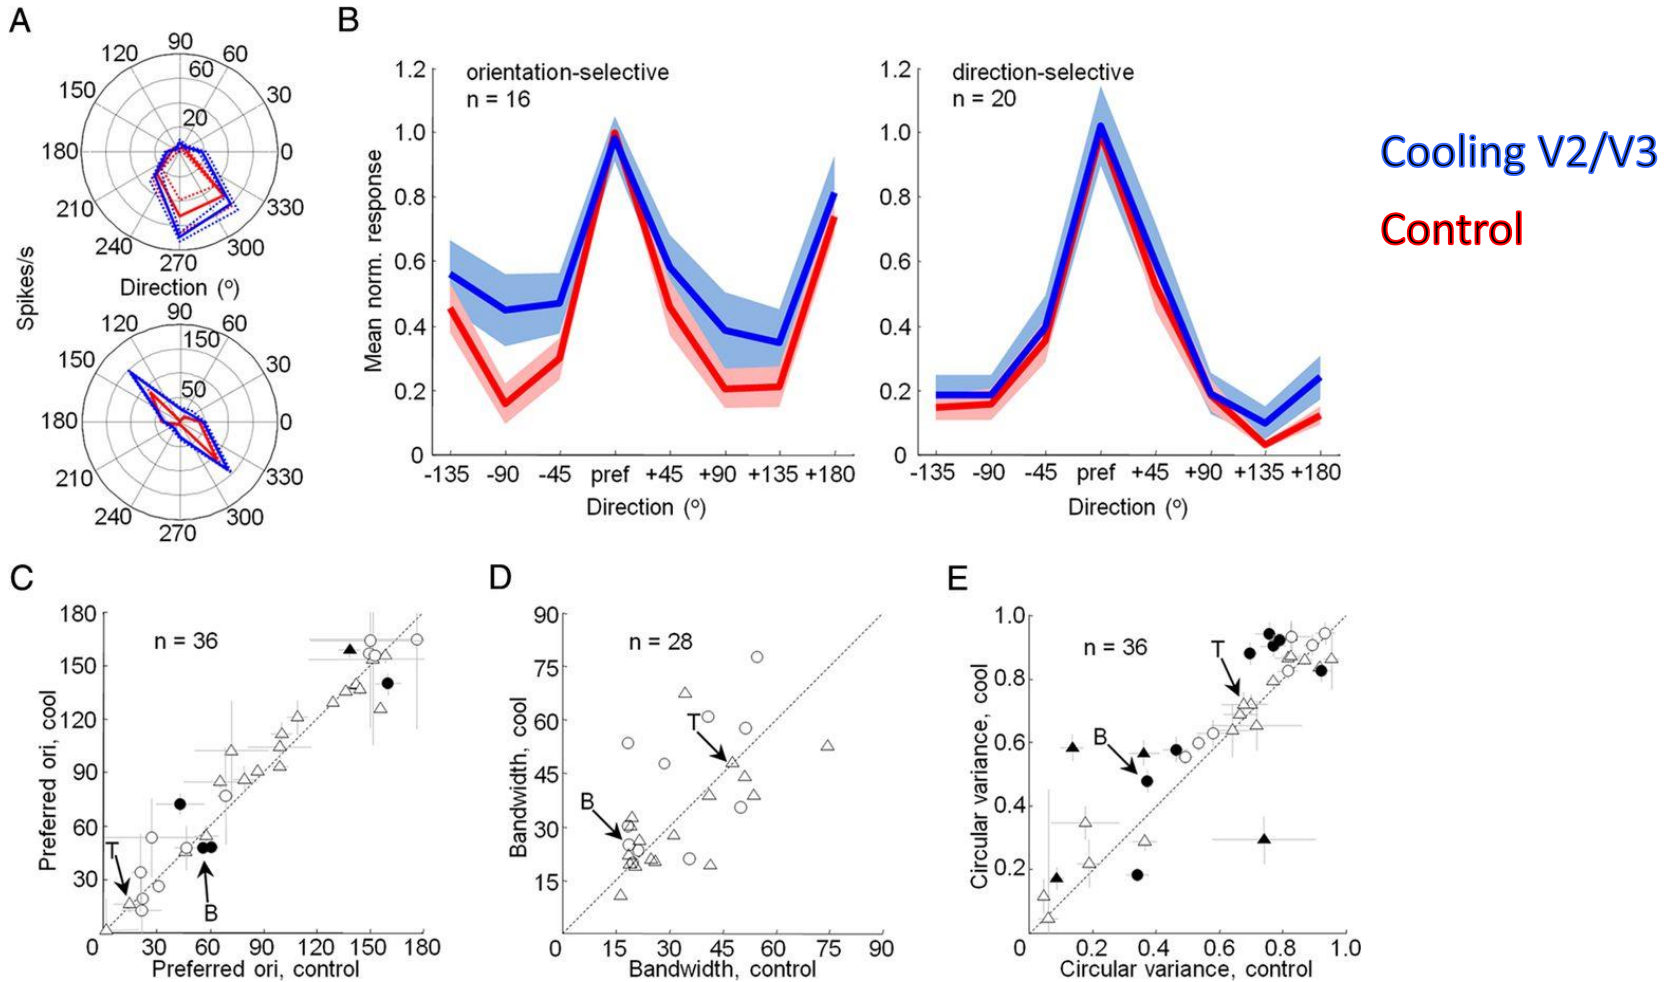 A
90
120
60
60
150
30
20
180
0
210
330
240
300
270
Direction (º)
Spikes/s
90
120
60
150
150
30
50
180
0
210
330
240
300
270
B
orientation-selective
n = 16
Mean norm. response
1.2
1.0
0.8
0.6
0.4
0.2
0
-135 -90 -45 pref +45 +90 +135 +180
Direction (º)
direction-selective
n = 20
1.2
1.0
0.8
0.6
0.4
0.2
0
-135 -90 -45 pref +45 +90 +135 +180
Direction (º)
Cooling V2/V3
Control
C
n = 36
Preferred ori, cool
180
150
120
90
60
30
T
B
0 30 60 90 120 150 180
Preferred ori, control
D
n = 28
Bandwidth, cool
90
75
60
45
30
15
T
B
0 15 30 45 60 75 90
Bandwidth, control
E
n = 36
Circular variance, cool
1.0
0.8
0.6
0.4
0.2
T
B
0 0.2 0.4 0.6 0.8 1.0
Circular variance, control